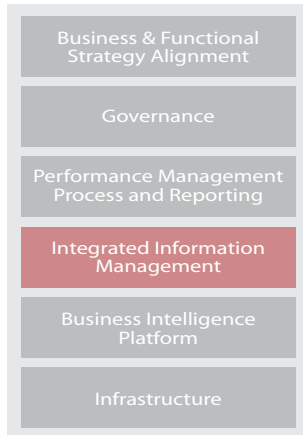 Business & Functional
Strategy Alignment
Governance
Performance Management
Process and Reporting
Integrated Information
Management
Business Intelligence
Platform
Infrastructure